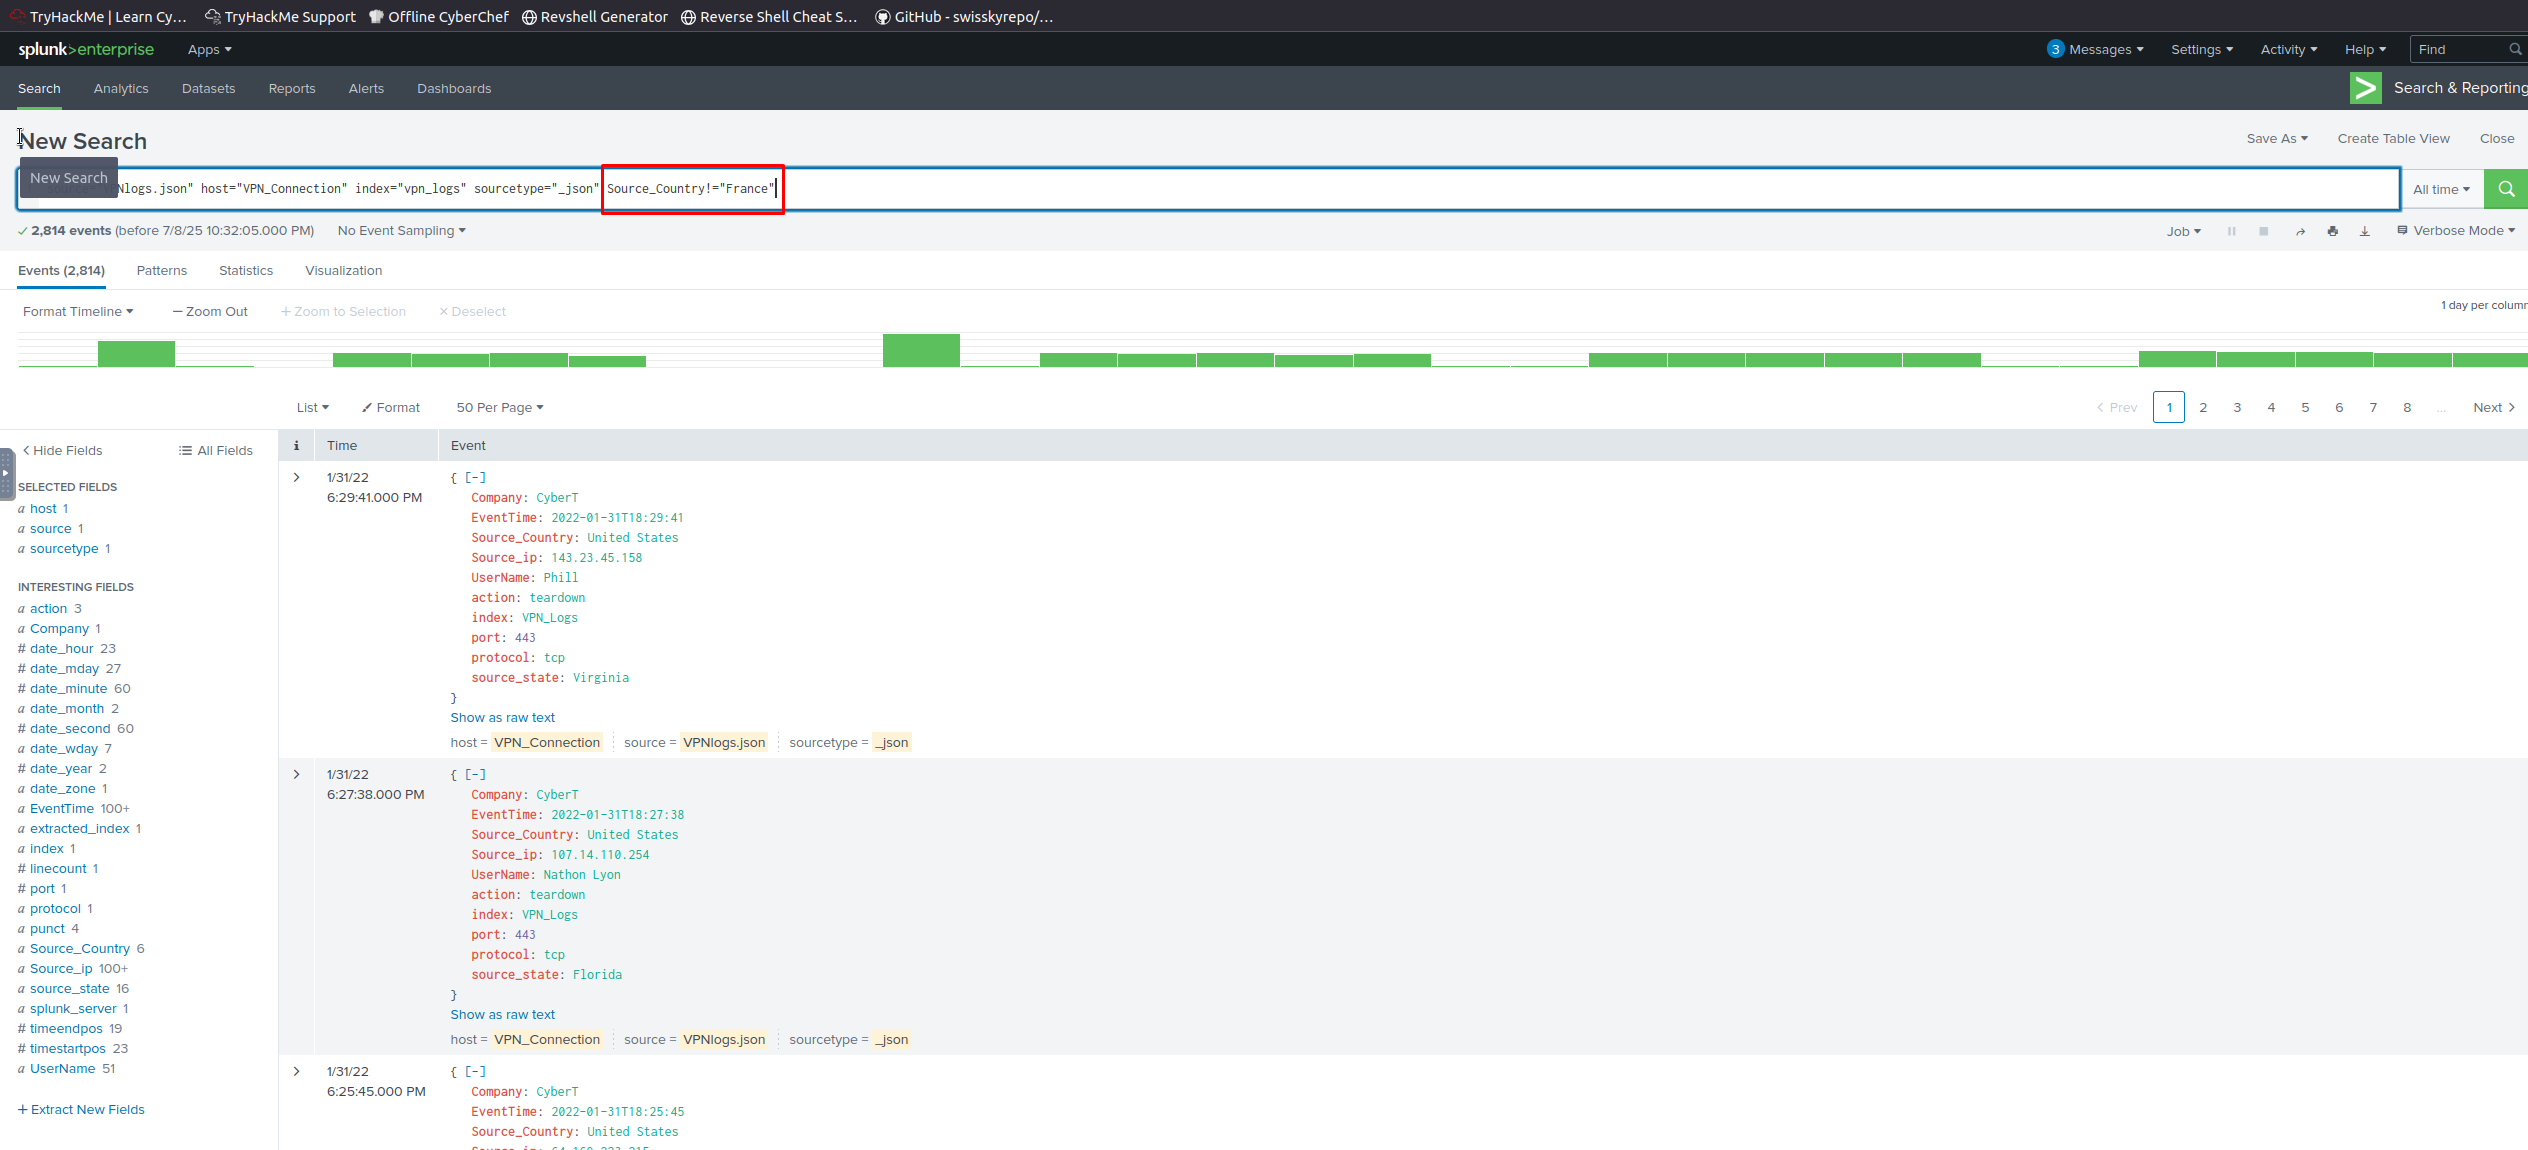 TryHackMe | Learn Cy... TryHackMe Support Offline CyberChef Revshell Generator Reverse Shell Cheat S... GitHub - swisskyrepo/...
splunk>enterprise Apps 3 Messages Settings Activity Help Find
Search Analytics Datasets Reports Alerts Dashboards Search & Reporting
New Search Save As Create Table View Close
New Search
Nlogs.json" host="VPN_Connection" index="vpn_logs" sourcetype="_json" Source_Country!="France" All time
2,814 events (before 7/8/25 10:32:05.000 PM) No Event Sampling Job Verbose Mode
Events (2,814) Patterns Statistics Visualization
Format Timeline — Zoom Out + Zoom to Selection × Deselect 1 day per column
List Format 50 Per Page < Prev 1 2 3 4 5 6 7 8 ... Next >
< Hide Fields All Fields
i Time Event
SELECTED FIELDS
a host 1
a source 1
a sourcetype 1
INTERESTING FIELDS
a action 3
a Company 1
# date_hour 23
# date_mday 27
# date_minute 60
a date_month 2
# date_second 60
a date_wday 7
# date_year 2
a date_zone 1
a EventTime 100+
a extracted_index 1
a index 1
# linecount 1
# port 1
a protocol 1
a punct 4
a Source_Country 6
a Source_ip 100+
a source_state 16
a splunk_server 1
# timeendpos 19
# timestartpos 23
a UserName 51
+ Extract New Fields
> 1/31/22 { [-]
6:29:41.000 PM Company: CyberT
EventTime: 2022-01-31T18:29:41
Source_Country: United States
Source_ip: 143.23.45.158
UserName: Phill
action: teardown
index: VPN_Logs
port: 443
protocol: tcp
source_state: Virginia
}
Show as raw text
host = VPN_Connection source = VPNlogs.json sourcetype = _json
> 1/31/22 { [-]
6:27:38.000 PM Company: CyberT
EventTime: 2022-01-31T18:27:38
Source_Country: United States
Source_ip: 107.14.110.254
UserName: Nathon Lyon
action: teardown
index: VPN_Logs
port: 443
protocol: tcp
source_state: Florida
}
Show as raw text
host = VPN_Connection source = VPNlogs.json sourcetype = _json
> 1/31/22 { [-]
6:25:45.000 PM Company: CyberT
EventTime: 2022-01-31T18:25:45
Source_Country: United States